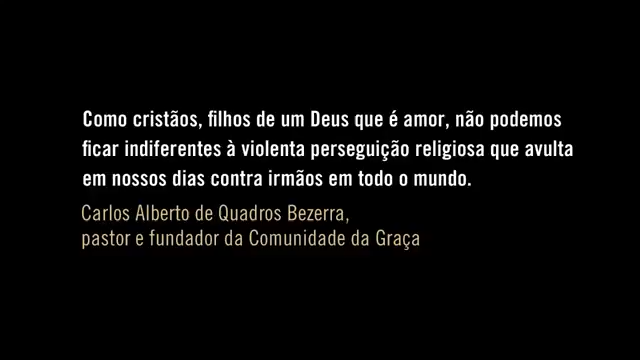 Como cristãos, filhos de um Deus que é amor, não podemos
ficar indiferentes à violenta perseguição religiosa que avulta
em nossos dias contra irmãos em todo o mundo.
Carlos Alberto de Quadros Bezerra,
pastor e fundador da Comunidade da Graça